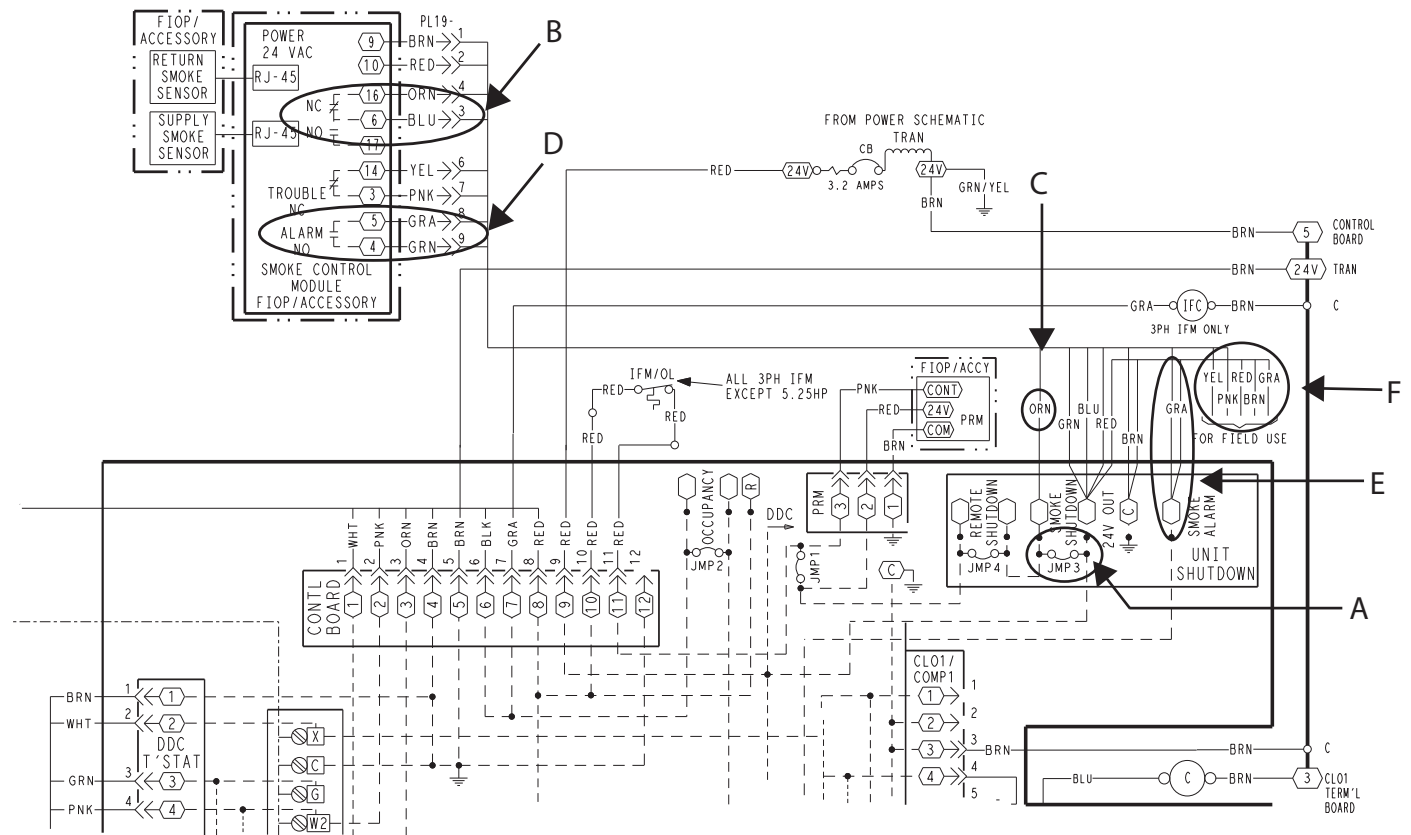 FIOP/
ACCESSORY
RETURN
SMOKE
SENSOR
SUPPLY
SMOKE
SENSOR
RJ-45
RJ-45
POWER
24 VAC
PL19-
9 BRN 1
10 RED 2
NC
16 ORN 4
6 BLU 3
NO
17
14 YEL 6
TROUBLE
NC
3 PNK 7
5 GRA 8
ALARM
NO
4 GRN 9
SMOKE CONTROL
MODULE
FIOP/ACCESSORY
B
D
FROM POWER SCHEMATIC
TRAN
CB
RED
24V
3.2 AMPS
24V
GRN/YEL
BRN
C
BRN
5
CONTROL
BOARD
BRN
24V
TRAN
GRA
IFC
BRN
C
3PH IFM ONLY
IFM/OL
RED
RED
RED
ALL 3PH IFM
EXCEPT 5.25HP
FIOP/ACCY
PNK
CONT
RED
24V
PRM
COM
BRN
ORN
GRN
BLU
RED
BRN
GRA
YEL
RED
GRA
PNK
BRN
FOR FIELD USE
F
E
A
OCCUPANCY
R
JMP2
DDC
PRM
3
2
1
JMP1
C
REMOTE
SHUTDOWN
JMP4
SMOKE
SHUTDOWN
JMP3
24V OUT
C
SMOKE
ALARM
UNIT
SHUTDOWN
WHT
PNK
ORN
BRN
BRN
BLK
GRA
RED
RED
RED
RED
1 2 3 4 5 6 7 8 9 10 11 12
CONTL
BOARD
1 2 3 4 5 6 7 8 9 10 11 12
BRN 1 1
WHT 2 2
DDC
T'STAT
GRN 3 3
PNK 4 4
X
C
G
W2
CLO1/
COMP1
1 1
2 2
3 3
BRN
BRN
C
4 4
5
BLU
C
BRN
3
CLO1
TERM'L
BOARD